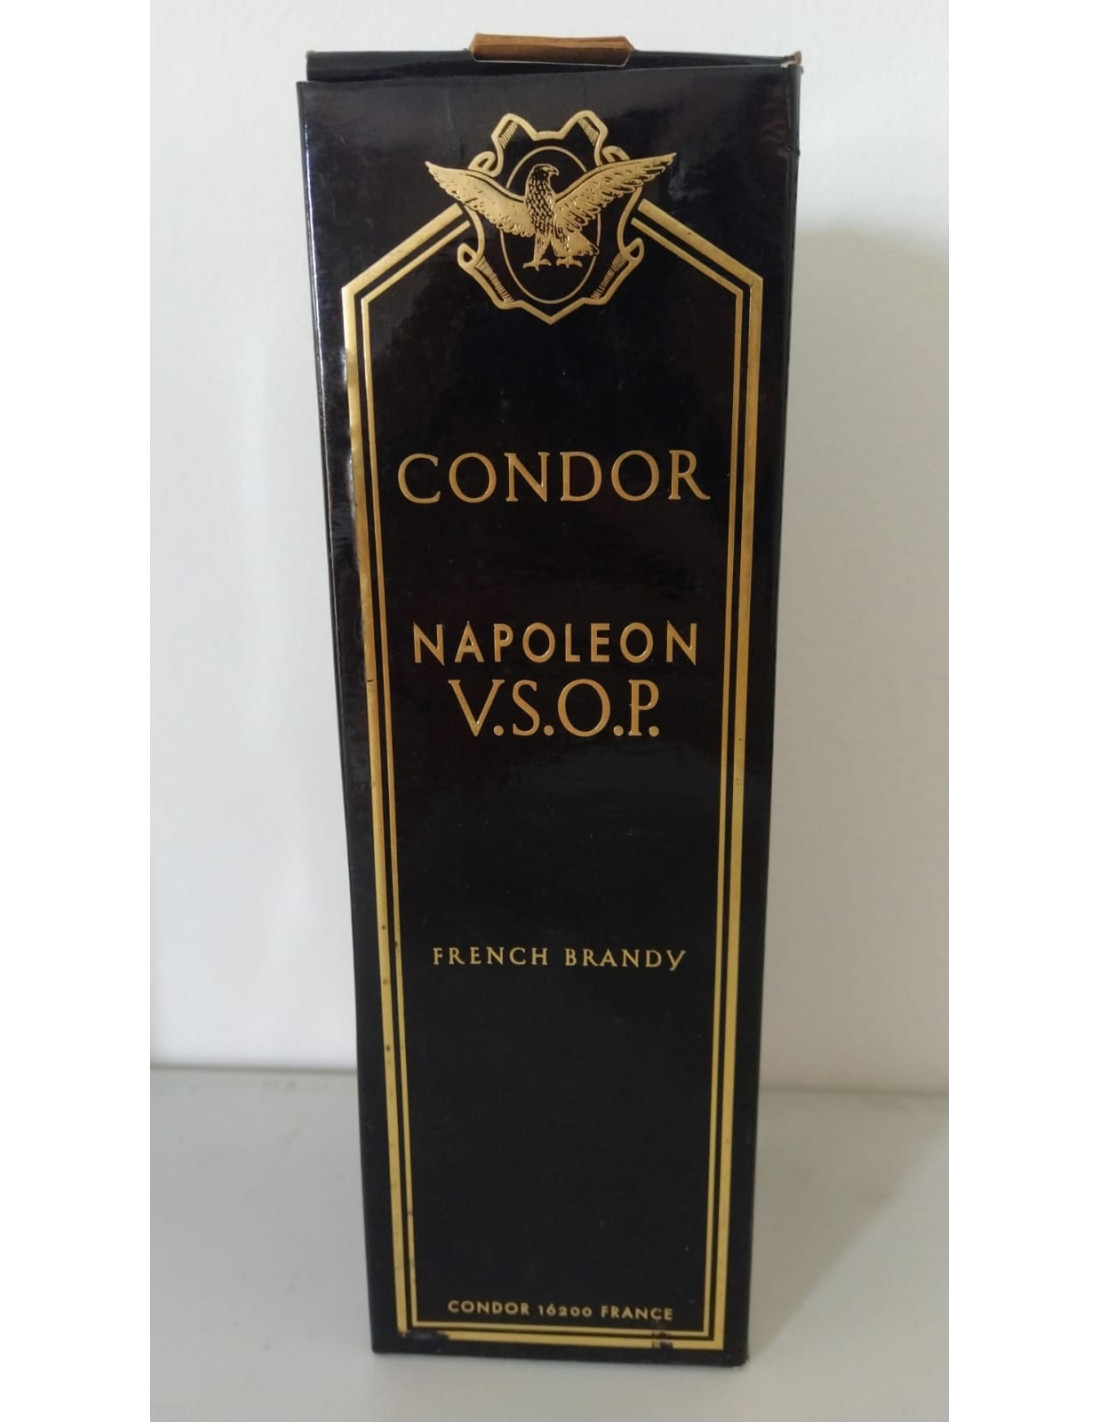 CONDOR
NAPOLEON
V.S.O.P.
FRENCH BRANDY
CONDOR 16200 FRANCE